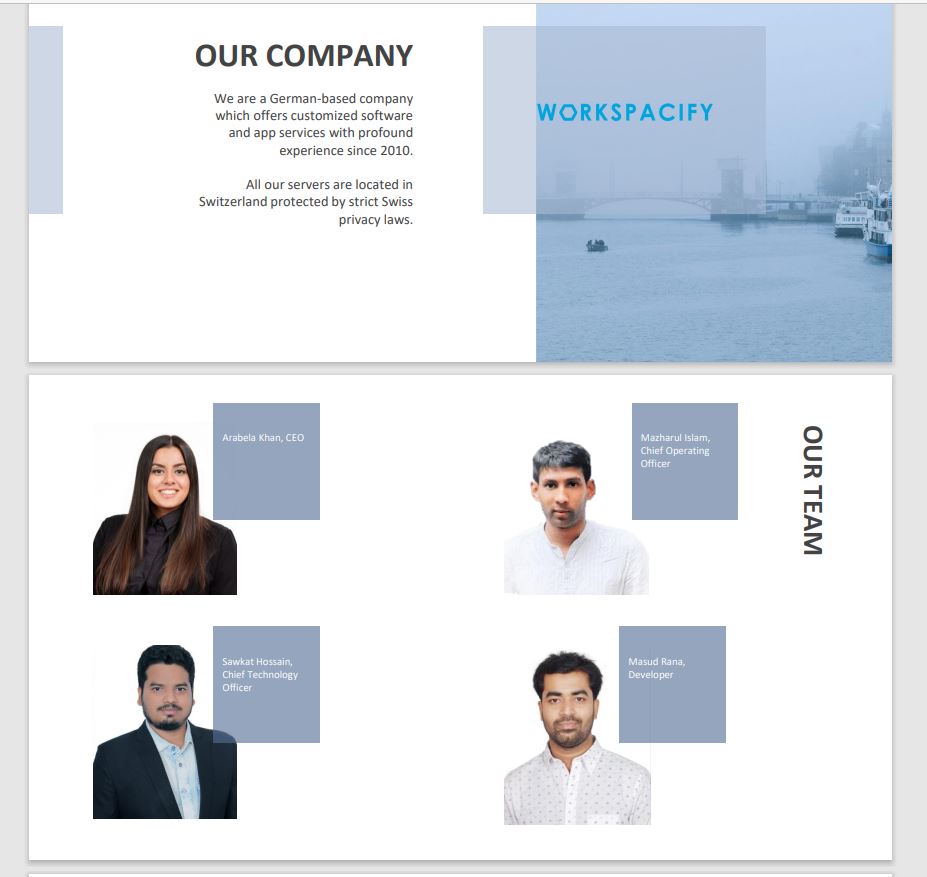 OUR COMPANY
We are a German-based company
which offers customized software
and app services with profound
experience since 2010.
All our servers are located in
Switzerland protected by strict Swiss
privacy laws.
WORKSPACIFY
OUR TEAM
Arabela Khan, CEO
Mazharul Islam,
Chief Operating
Officer
Sawkat Hossain,
Chief Technology
Officer
Masud Rana,
Developer